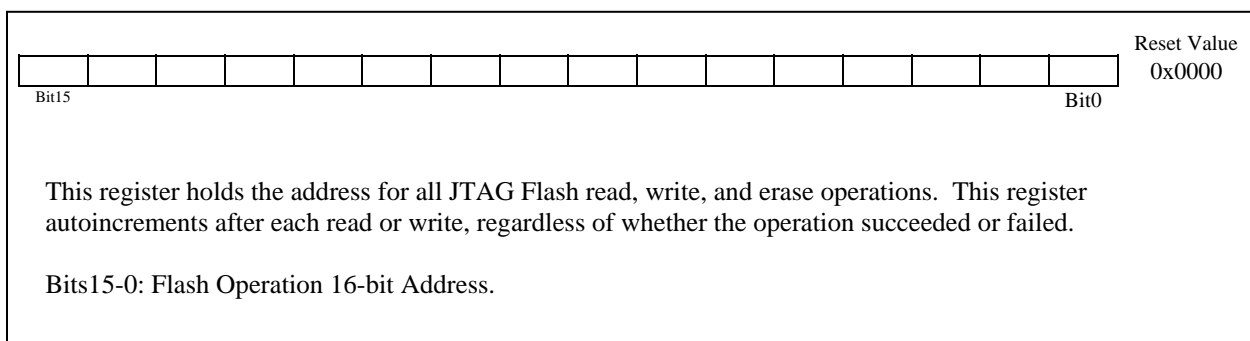 Reset Value
0x0000
Bit15
Bit0
This register holds the address for all JTAG Flash read, write, and erase operations.  This register
autoincrements after each read or write, regardless of whether the operation succeeded or failed.
Bits15-0: Flash Operation 16-bit Address.